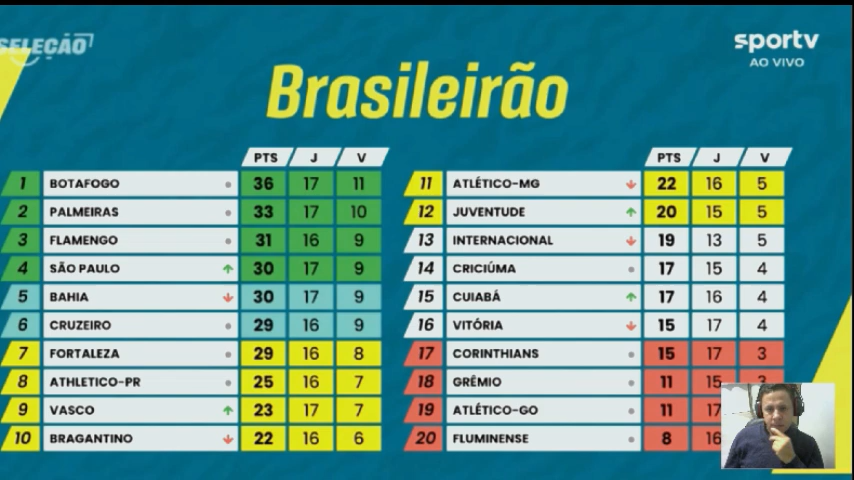 SELEÇÃO
sportv
AO VIVO
Brasileirão
PTS J V
1 BOTAFOGO 36 17 11
2 PALMEIRAS 33 17 10
3 FLAMENGO 31 16 9
4 SÃO PAULO 30 17 9
5 BAHIA 30 17 9
6 CRUZEIRO 29 16 9
7 FORTALEZA 29 16 8
8 ATHLETICO-PR 25 16 7
9 VASCO 23 17 7
10 BRAGANTINO 22 16 6
PTS J V
11 ATLÉTICO-MG 22 16 5
12 JUVENTUDE 20 15 5
13 INTERNACIONAL 19 13 5
14 CRICIÚMA 17 15 4
15 CUIABÁ 17 16 4
16 VITÓRIA 15 17 4
17 CORINTHIANS 15 17 3
18 GRÊMIO 11 15 3
19 ATLÉTICO-GO 11 17
20 FLUMINENSE 8 16